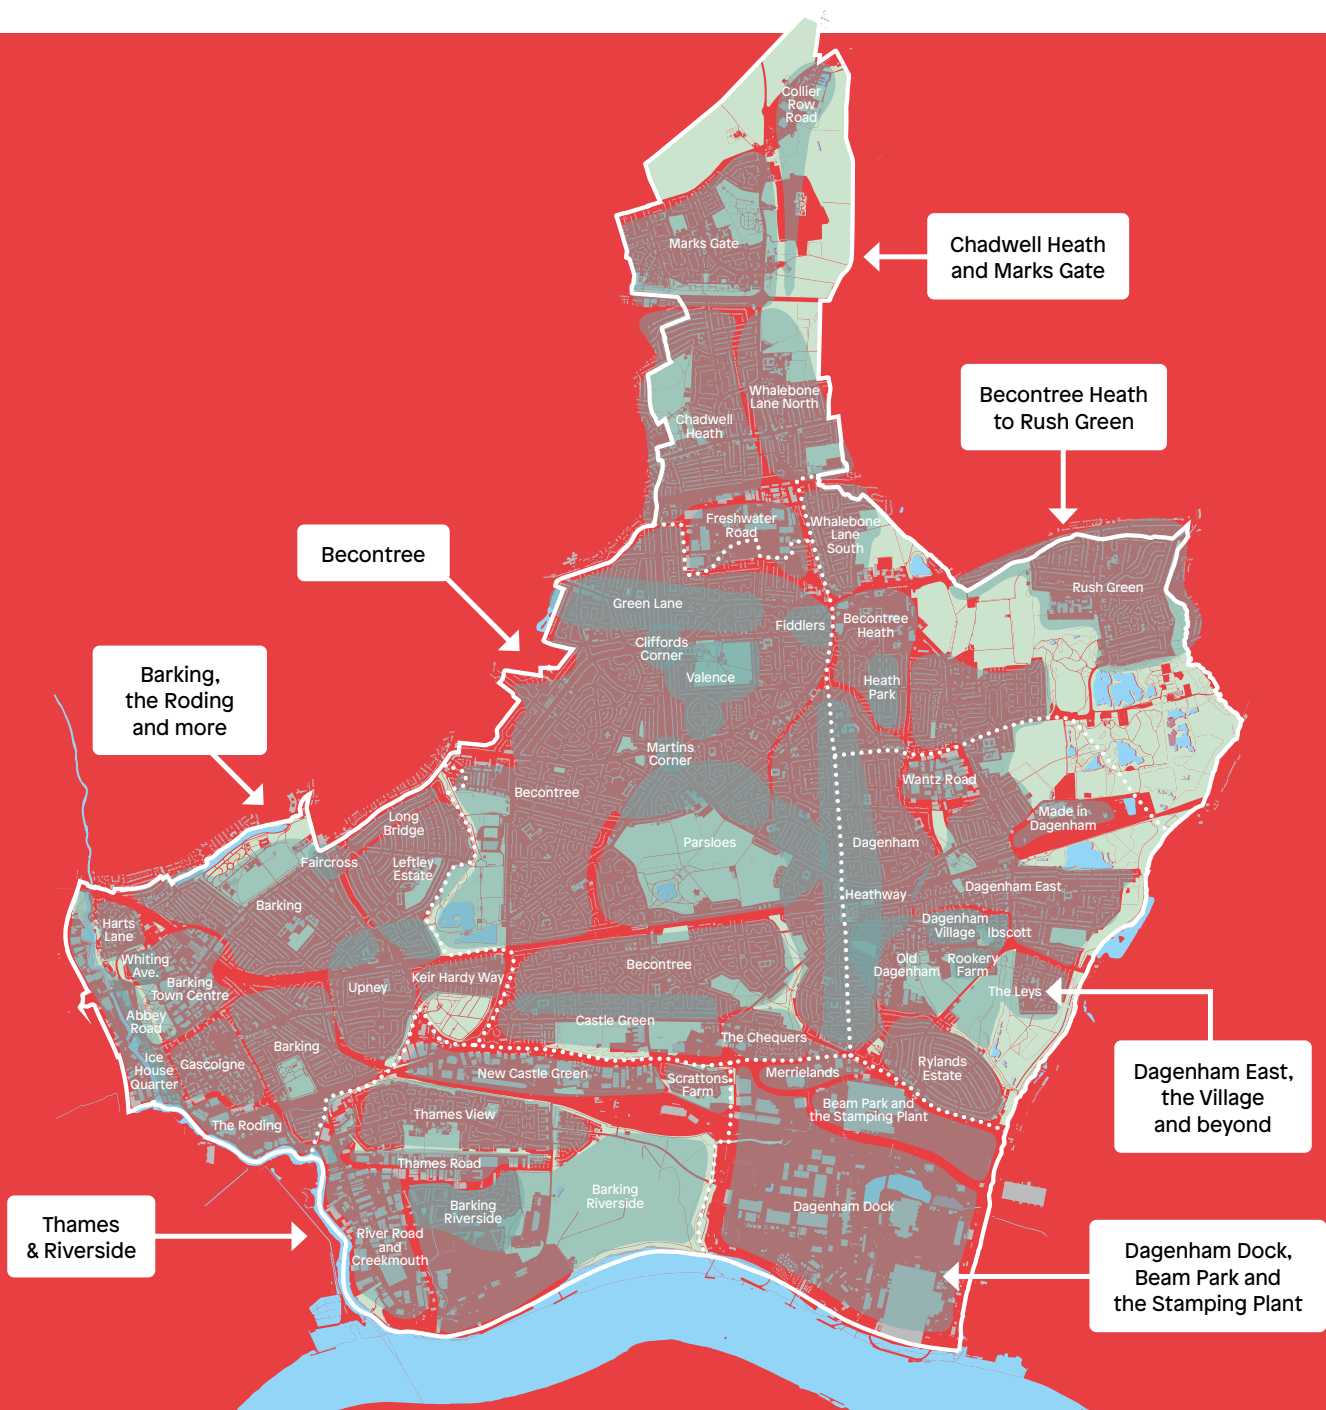 Collier
Row
Road
Marks Gate
Chadwell Heath
and Marks Gate
Whalebone
Lane North
Chadwell
Heath
Becontree Heath
to Rush Green
Freshwater
Road
Whalebone
Lane
South
Becontree
Rush Green
Green Lane
Fiddlers
Becontree
Heath
Cliffords
Corner
Valence
Heath
Park
Barking,
the Roding
and more
Martins
Corner
Becontree
Wantz Road
Made in
Dagenham
Long
Bridge
Faircross
Leftley
Estate
Parsloes
Dagenham
Dagenham East
Heathway
Barking
Harts
Lane
Dagenham
Village
Ibscott
Whiting
Ave.
Barking
Town Centre
Upney
Keir Hardy Way
Becontree
Old
Dagenham
Rookery
Farm
The Leys
Abbey
Road
Castle Green
The Chequers
Ice
House
Quarter
Gascoigne
Barking
New Castle Green
Scrattons
Farm
Merrielands
Rylands
Estate
Dagenham East,
the Village
and beyond
Thames View
Beam Park and
the Stamping Plant
The Roding
Thames Road
Barking
Riverside
Barking
Riverside
Dagenham Dock
River Road
and
Creekmouth
Thames
& Riverside
Dagenham Dock,
Beam Park and
the Stamping Plant